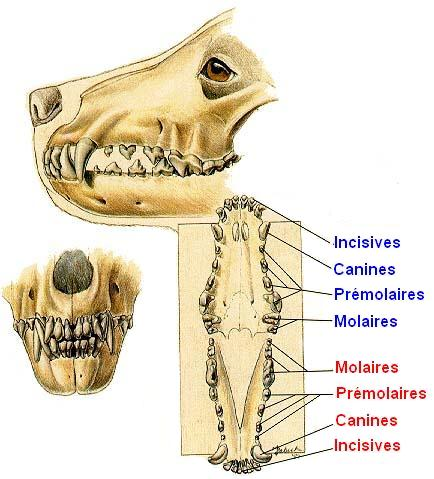 Incisives
Canines
Prémolaires
Molaires
Molaires
Prémolaires
Canines
Incisives